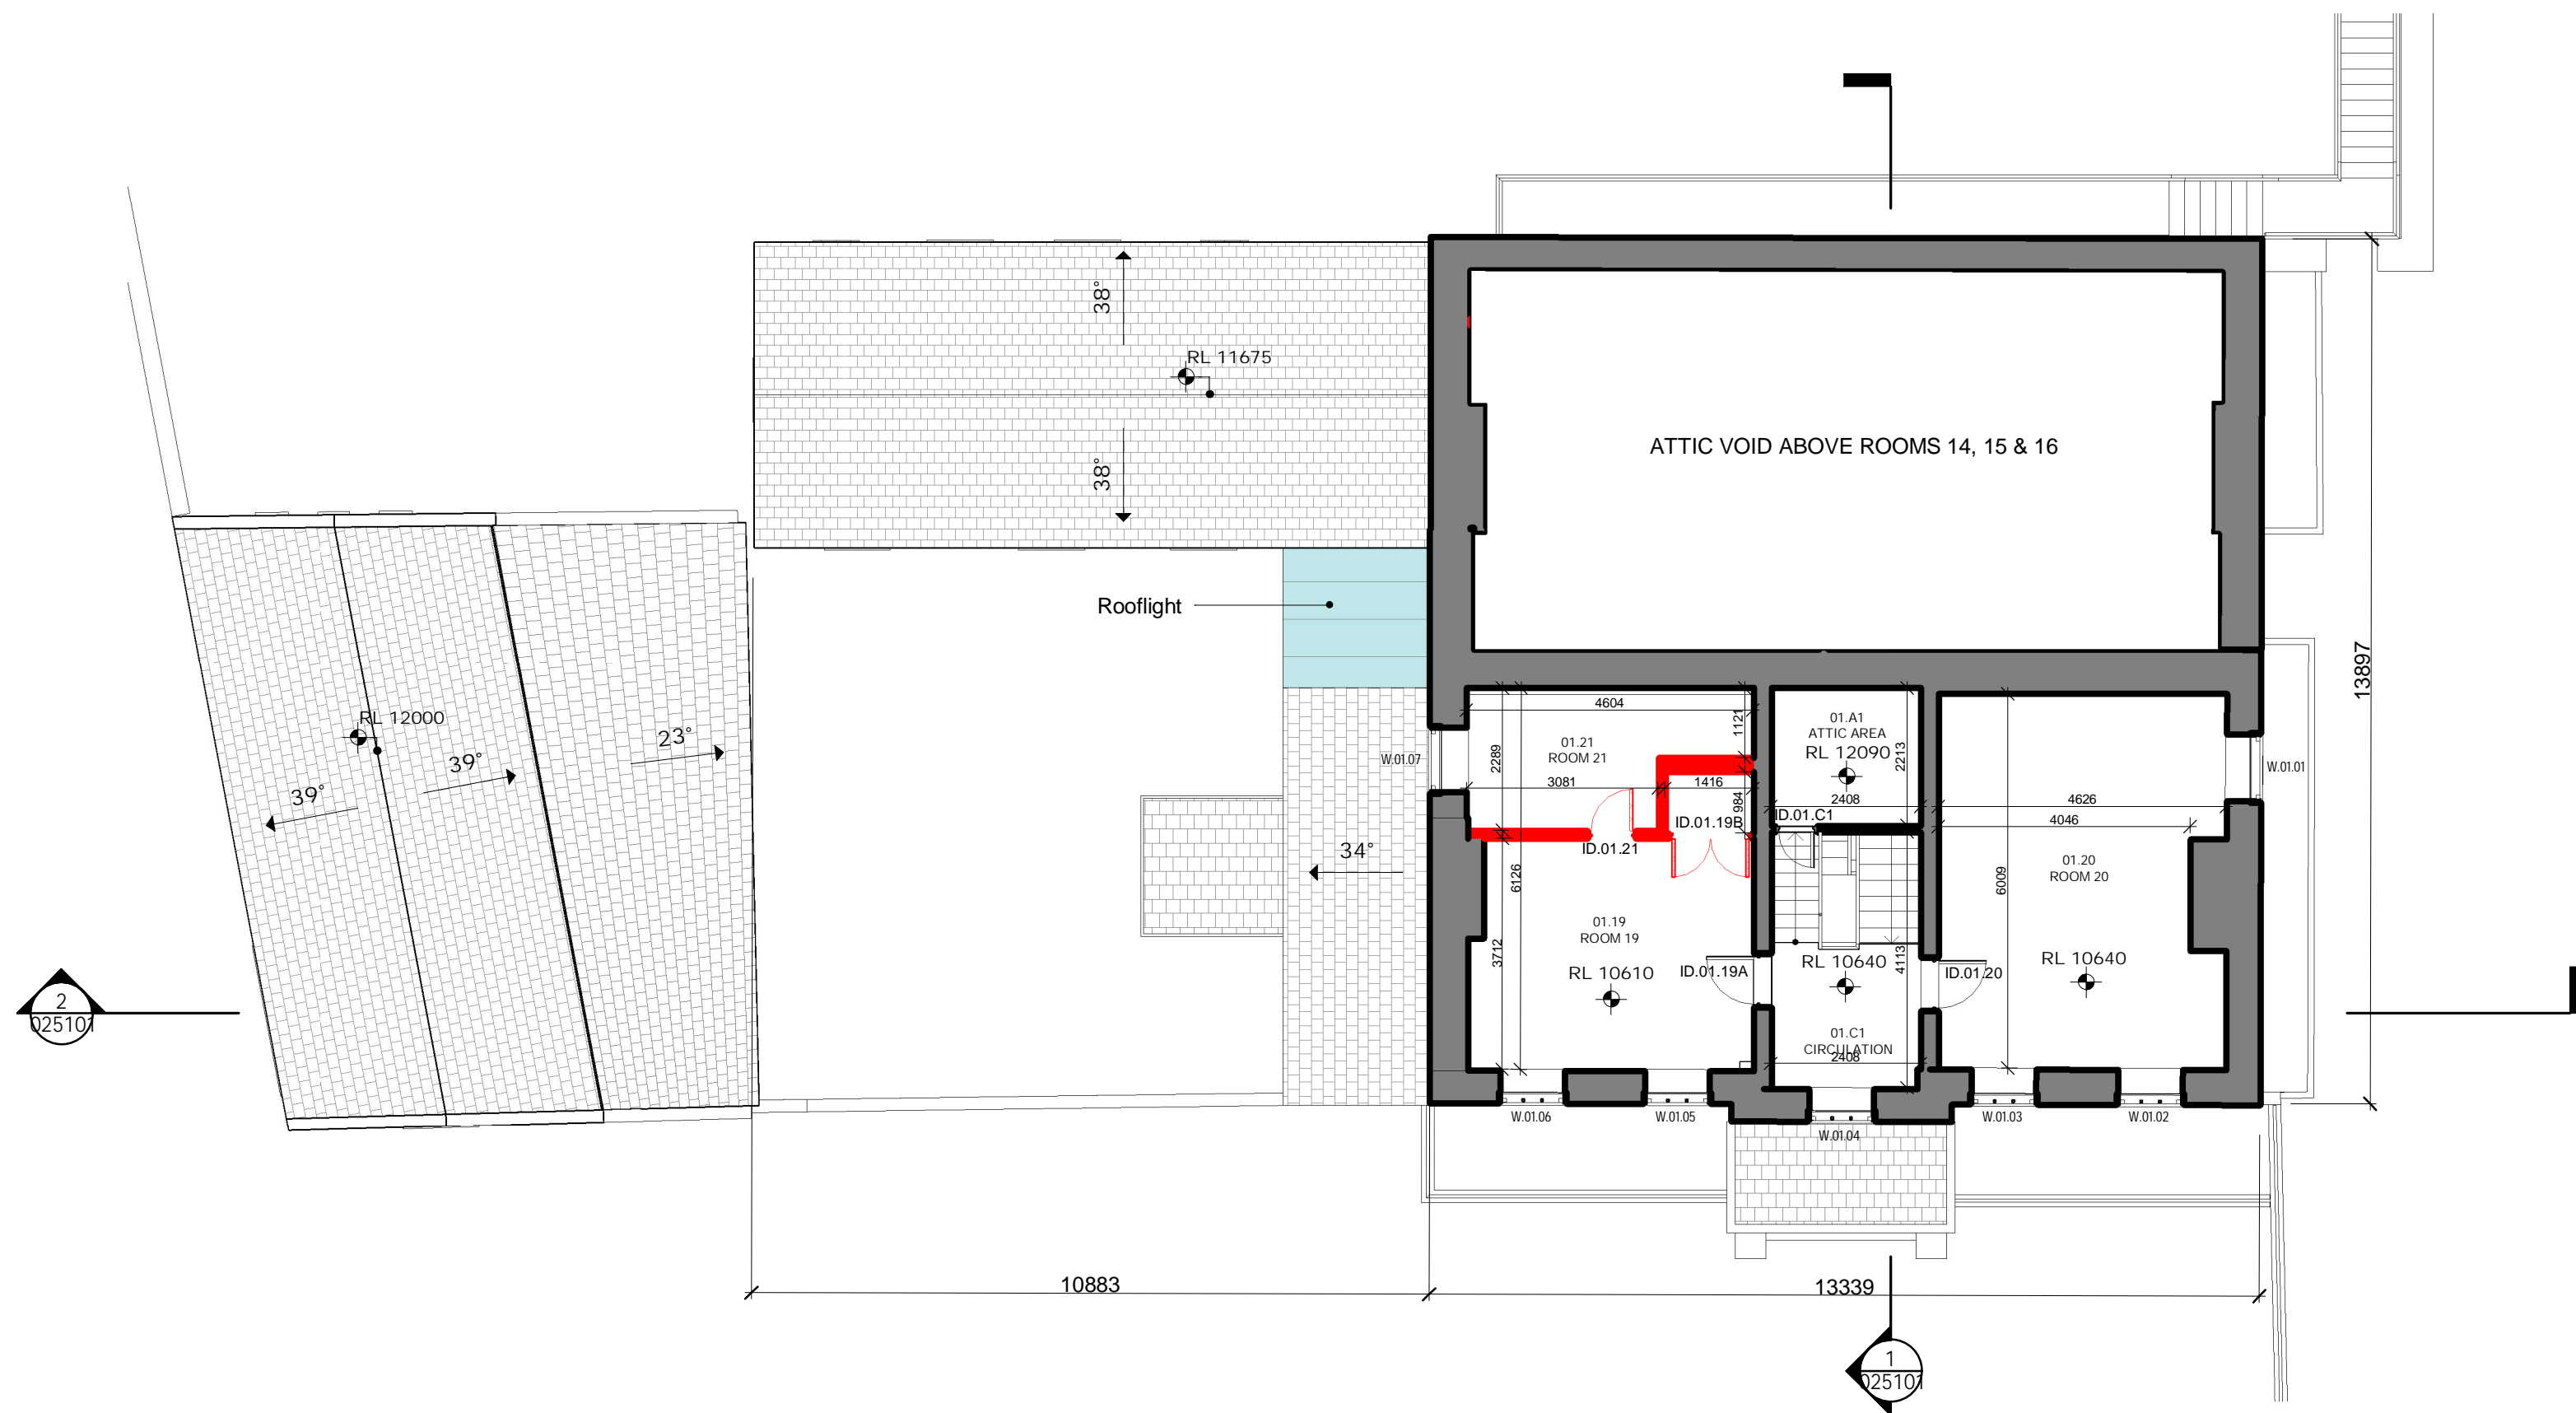 38°
RL 11675
38°
ATTIC VOID ABOVE ROOMS 14, 15 & 16
Rooflight
13897
RL 12000
39°
39°
23°
34°
4604
1121
01.21
ROOM 21
2289
W.01.07
3081
1416
984
ID.01.19B
ID.01.21
6126
01.19
ROOM 19
3712
RL 10610
ID.01.19A
01.A1
ATTIC AREA
RL 12090
2213
2408
ID.01.C1
RL 10640
4113
01.C1
CIRCULATION
2408
W.01.01
4626
4046
01.20
ROOM 20
6009
RL 10640
ID.01.20
2
025101
W.01.06
W.01.05
W.01.04
W.01.03
W.01.02
10883
13339
1
025101